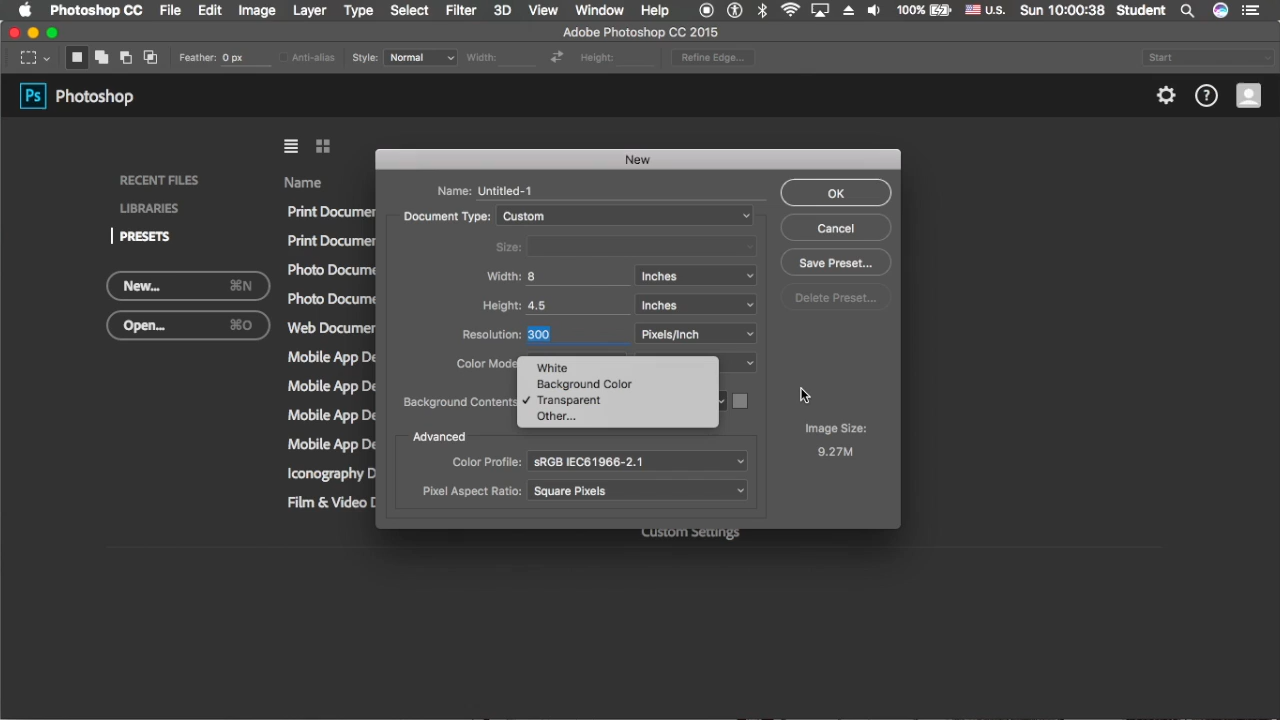 Photoshop CC File Edit Image Layer Type Select Filter 3D View Window Help 100% U.S. Sun 10:00:38 Student
Adobe Photoshop CC 2015
Feather: 0 px Anti-alias Style: Normal Width: Height: Refine Edge... Start
Ps Photoshop ?
New
RECENT FILES
LIBRARIES
PRESETS
New... ⌘N
Open... ⌘O
Name
Print Documen
Print Documen
Photo Docume
Photo Docume
Web Documen
Mobile App De
Mobile App De
Mobile App De
Mobile App De
Iconography D
Film & Video D
Name: Untitled-1
Document Type: Custom
Size:
Width: 8 Inches
Height: 4.5 Inches
Resolution: 300 Pixels/Inch
Color Mode
Background Contents
White
Background Color
✓ Transparent
Other...
Advanced
Color Profile: sRGB IEC61966-2.1
Pixel Aspect Ratio: Square Pixels
OK
Cancel
Save Preset...
Delete Preset...
Image Size:
9.27M
Custom Settings